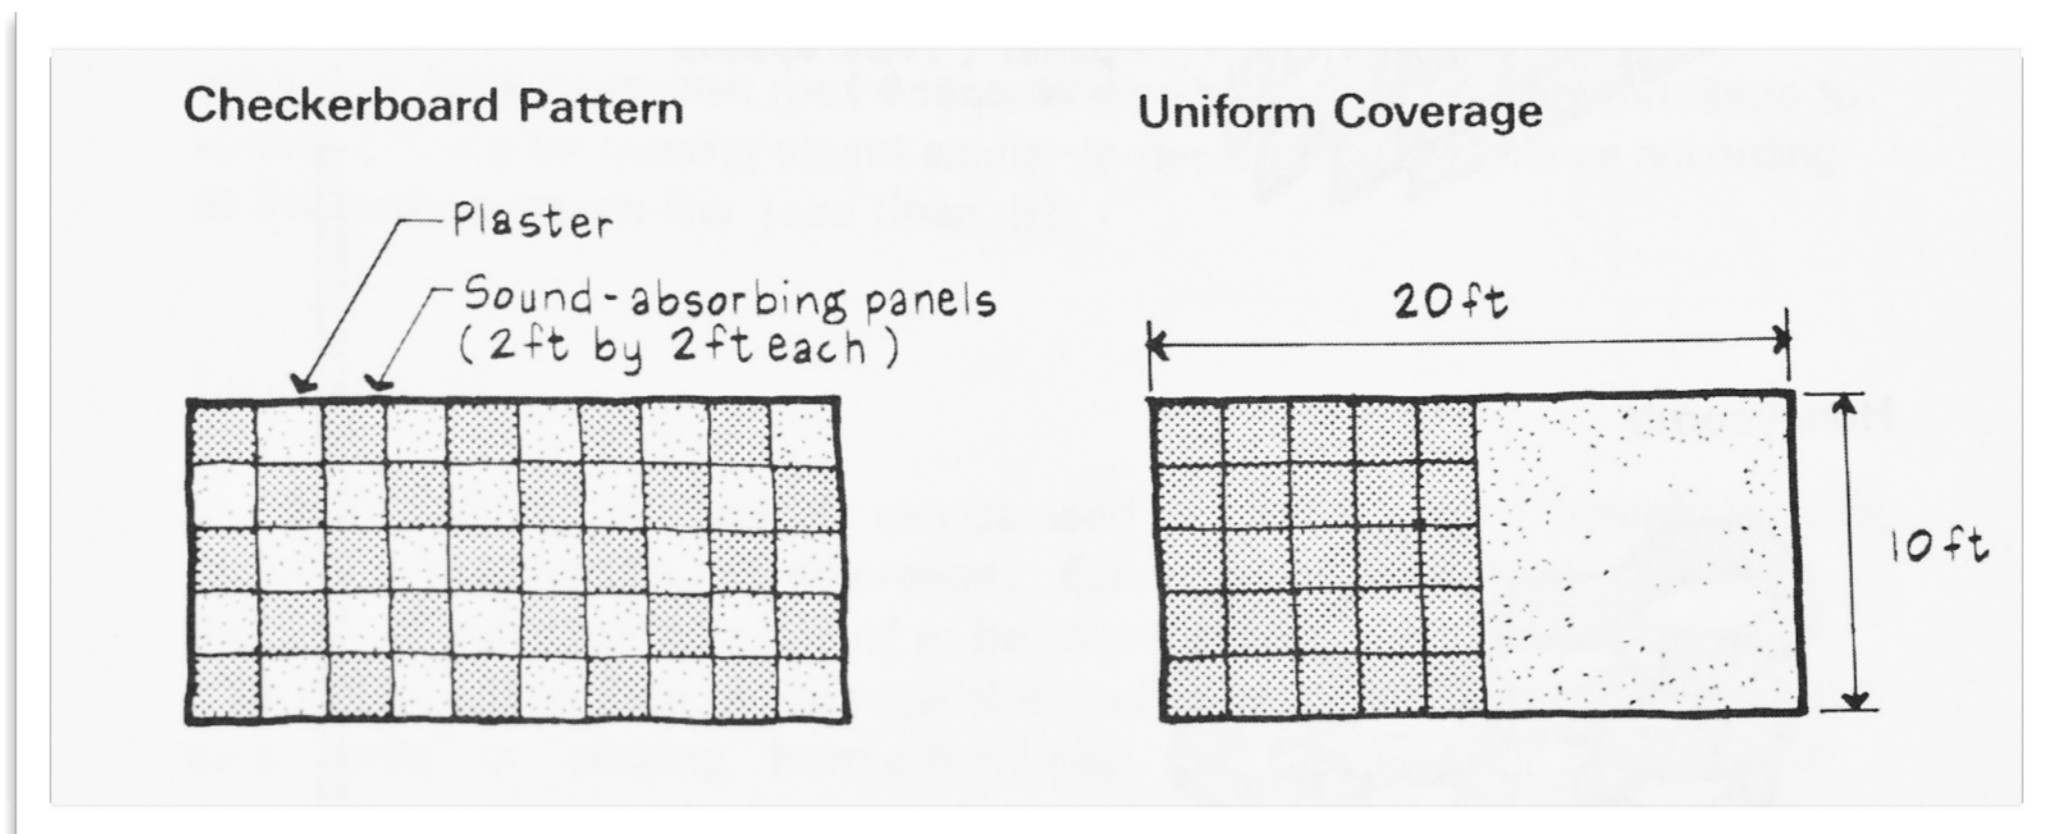 Checkerboard Pattern
Uniform Coverage
Plaster
Sound-absorbing panels
(2ft by 2ft each)
20ft
10ft